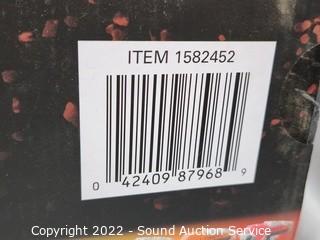 ITEM 1582452
0 42409 87968 9
Copyright 2022 - Sound Auction Service